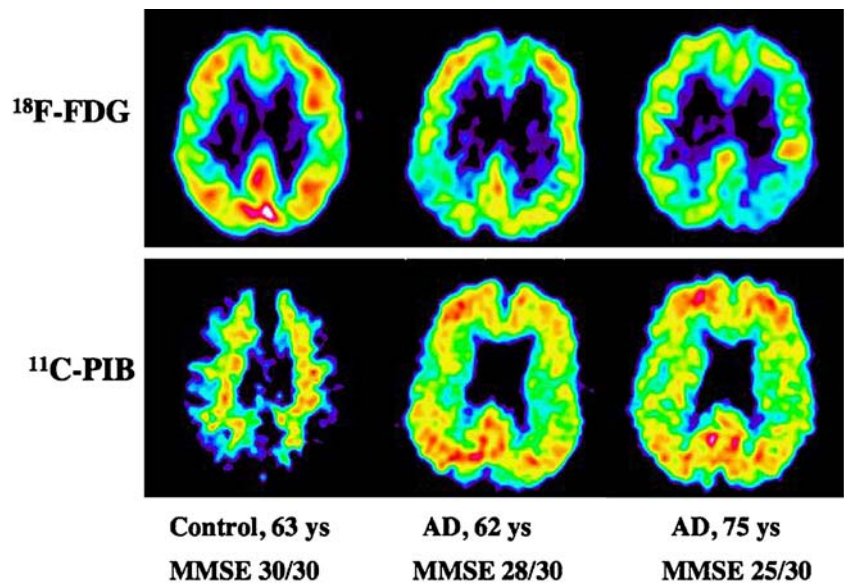 ¹⁸F-FDG
¹¹C-PIB
Control, 63 ys
AD, 62 ys
AD, 75 ys
MMSE 30/30
MMSE 28/30
MMSE 25/30